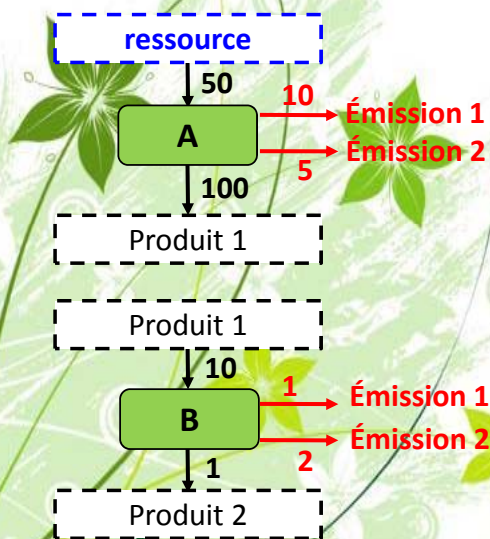 ressource
50
10
Émission 1
A
Émission 2
5
100
Produit 1
Produit 1
10
1
Émission 1
B
Émission 2
2
1
Produit 2